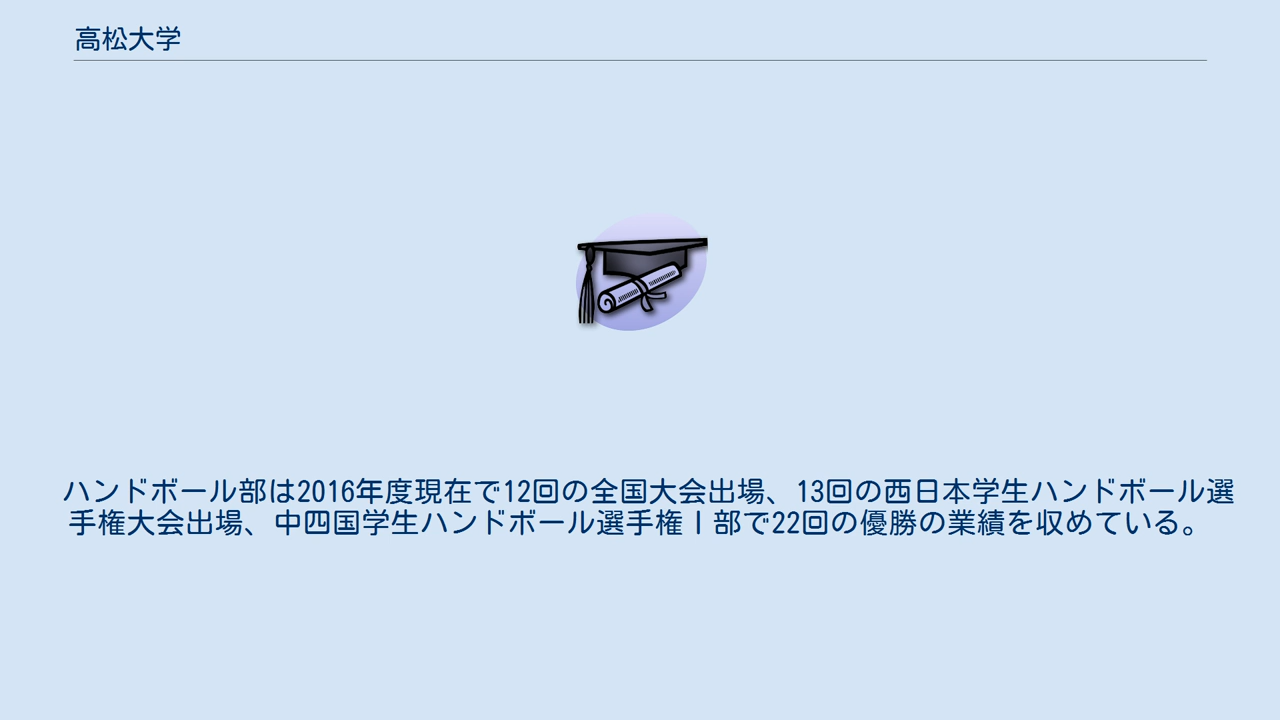 高松大学
ハンドボール部は2016年度現在で12回の全国大会出場、13回の西日本学生ハンドボール選
手権大会出場、中四国学生ハンドボール選手権Ⅰ部で22回の優勝の業績を収めている。